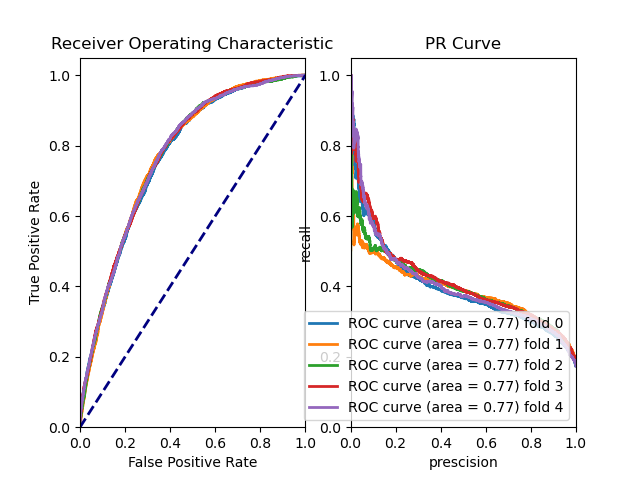 Receiver Operating Characteristic
PR Curve
True Positive Rate
1.0
0.8
0.6
0.4
0.2
0.0
0.0 0.2 0.4 0.6 0.8 1.0
False Positive Rate
recall
1.0
0.8
0.6
0.4
0.2
0.0
0.0 0.2 0.4 0.6 0.8 1.0
prescision
ROC curve (area = 0.77) fold 0
ROC curve (area = 0.77) fold 1
ROC curve (area = 0.77) fold 2
ROC curve (area = 0.77) fold 3
ROC curve (area = 0.77) fold 4